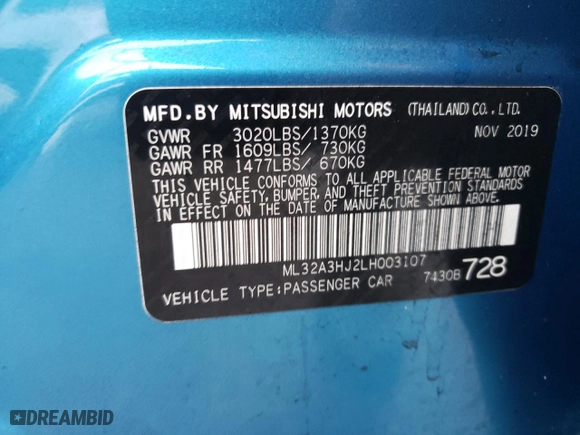 MFD.BY MITSUBISHI MOTORS (THAILAND) CO., LTD.
GVWR 3020LBS/1370KG NOV 2019
GAWR FR 1609LBS/ 730KG
GAWR RR 1477LBS/ 670KG
THIS VEHICLE CONFORMS TO ALL APPLICABLE FEDERAL MOTOR
VEHICLE SAFETY, BUMPER, AND THEFT PREVENTION STANDARDS
IN EFFECT ON THE DATE OF MANUFACTURE SHOWN ABOVE.
ML32A3HJ2LH003107
VEHICLE TYPE:PASSENGER CAR 7430B 728
DREAMBID